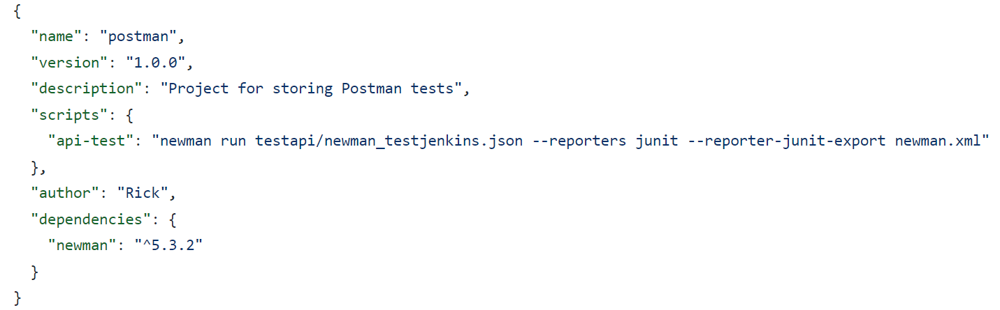 {
  "name": "postman",
  "version": "1.0.0",
  "description": "Project for storing Postman tests",
  "scripts": {
    "api-test": "newman run testapi/newman_testjenkins.json --reporters junit --reporter-junit-export newman.xml"
  },
  "author": "Rick",
  "dependencies": {
    "newman": "^5.3.2"
  }
}